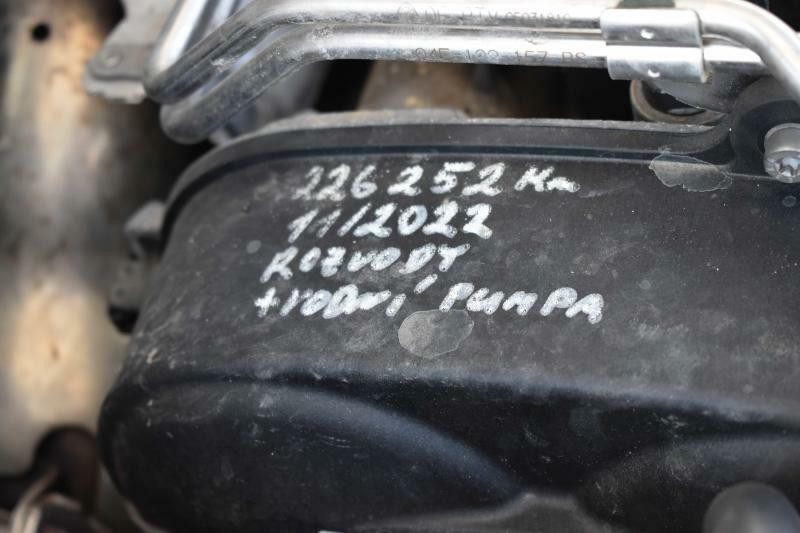 226 252 Km
11/2022
ROZVODY
+VODNÍ PUMPA